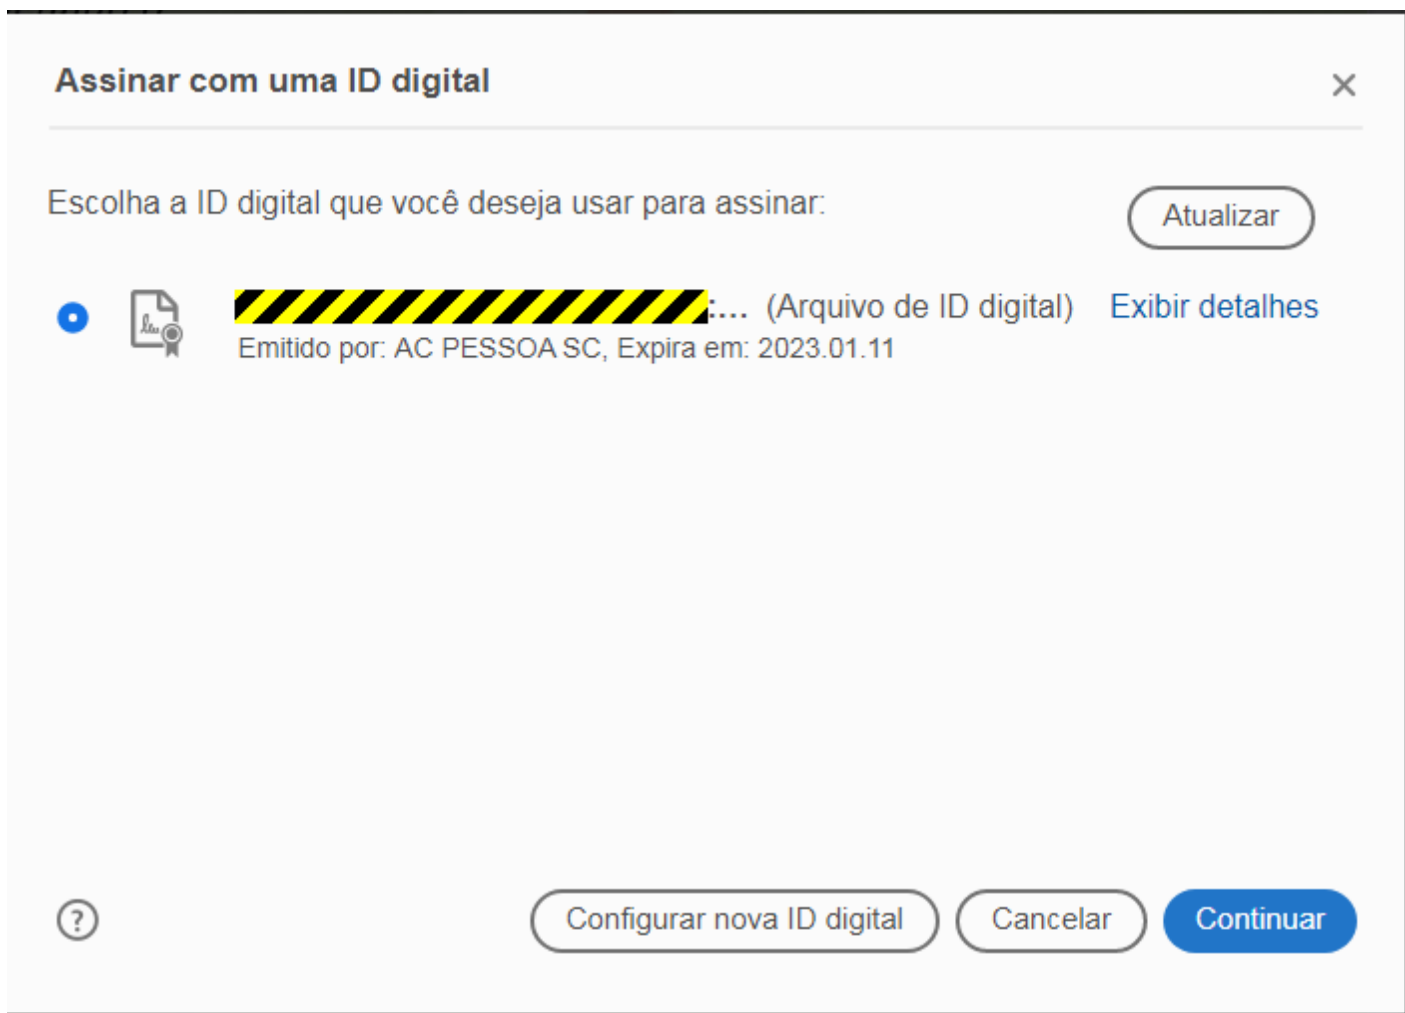 Assinar com uma ID digital
Escolha a ID digital que você deseja usar para assinar:
Atualizar
:... (Arquivo de ID digital) Exibir detalhes
Emitido por: AC PESSOA SC, Expira em: 2023.01.11
?
Configurar nova ID digital
Cancelar
Continuar